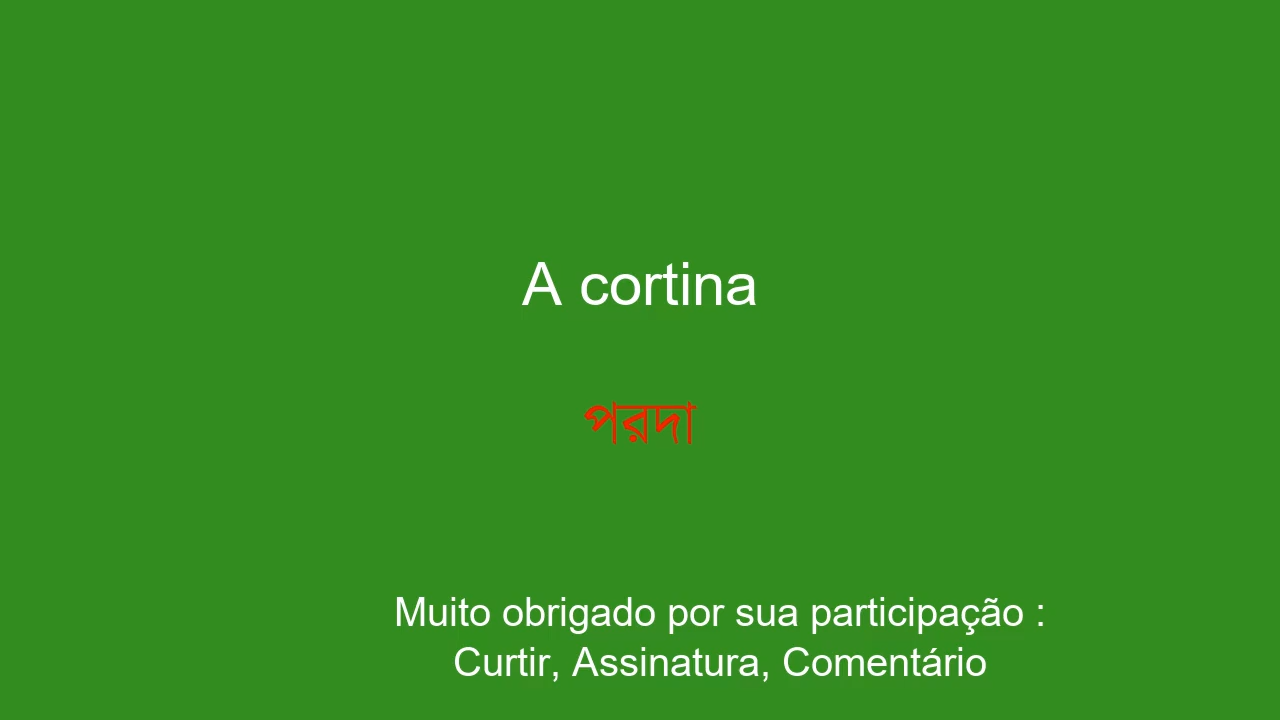 A cortina
পরদা
Muito obrigado por sua participação :
Curtir, Assinatura, Comentário